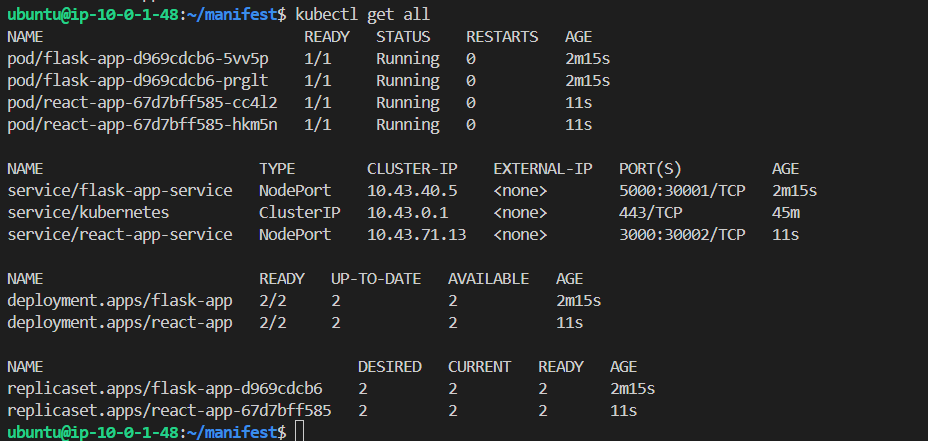 ubuntu@ip-10-0-1-48:~/manifest$ kubectl get all
NAME READY STATUS RESTARTS AGE
pod/flask-app-d969cdcb6-5vv5p 1/1 Running 0 2m15s
pod/flask-app-d969cdcb6-prglt 1/1 Running 0 2m15s
pod/react-app-67d7bff585-cc4l2 1/1 Running 0 11s
pod/react-app-67d7bff585-hkm5n 1/1 Running 0 11s
NAME TYPE CLUSTER-IP EXTERNAL-IP PORT(S) AGE
service/flask-app-service NodePort 10.43.40.5 <none> 5000:30001/TCP 2m15s
service/kubernetes ClusterIP 10.43.0.1 <none> 443/TCP 45m
service/react-app-service NodePort 10.43.71.13 <none> 3000:30002/TCP 11s
NAME READY UP-TO-DATE AVAILABLE AGE
deployment.apps/flask-app 2/2 2 2 2m15s
deployment.apps/react-app 2/2 2 2 11s
NAME DESIRED CURRENT READY AGE
replicaset.apps/flask-app-d969cdcb6 2 2 2 2m15s
replicaset.apps/react-app-67d7bff585 2 2 2 11s
ubuntu@ip-10-0-1-48:~/manifest$